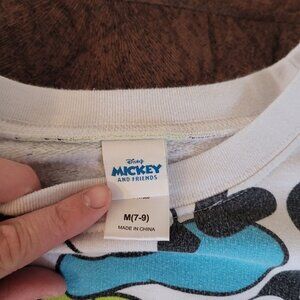 Disney
MICKEY
AND FRIENDS
M(7-9)
MADE IN CHINA